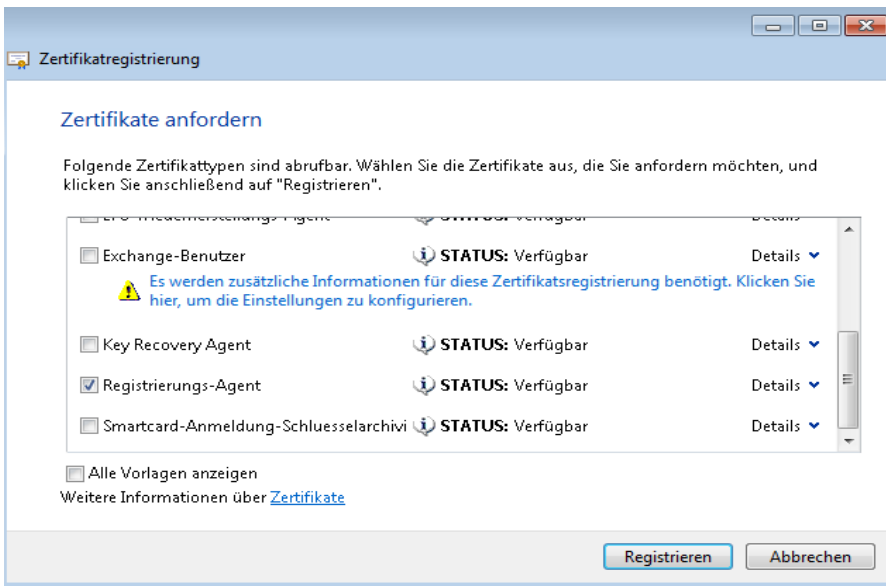 Zertifikatregistrierung
Zertifikate anfordern
Folgende Zertifikattypen sind abrufbar. Wählen Sie die Zertifikate aus, die Sie anfordern möchten, und
klicken Sie anschließend auf "Registrieren".
Exchange-Benutzer STATUS: Verfügbar Details
Es werden zusätzliche Informationen für diese Zertifikatsregistrierung benötigt. Klicken Sie
hier, um die Einstellungen zu konfigurieren.
Key Recovery Agent STATUS: Verfügbar Details
Registrierungs-Agent STATUS: Verfügbar Details
Smartcard-Anmeldung-Schluesselarchivi STATUS: Verfügbar Details
Alle Vorlagen anzeigen
Weitere Informationen über Zertifikate
Registrieren Abbrechen